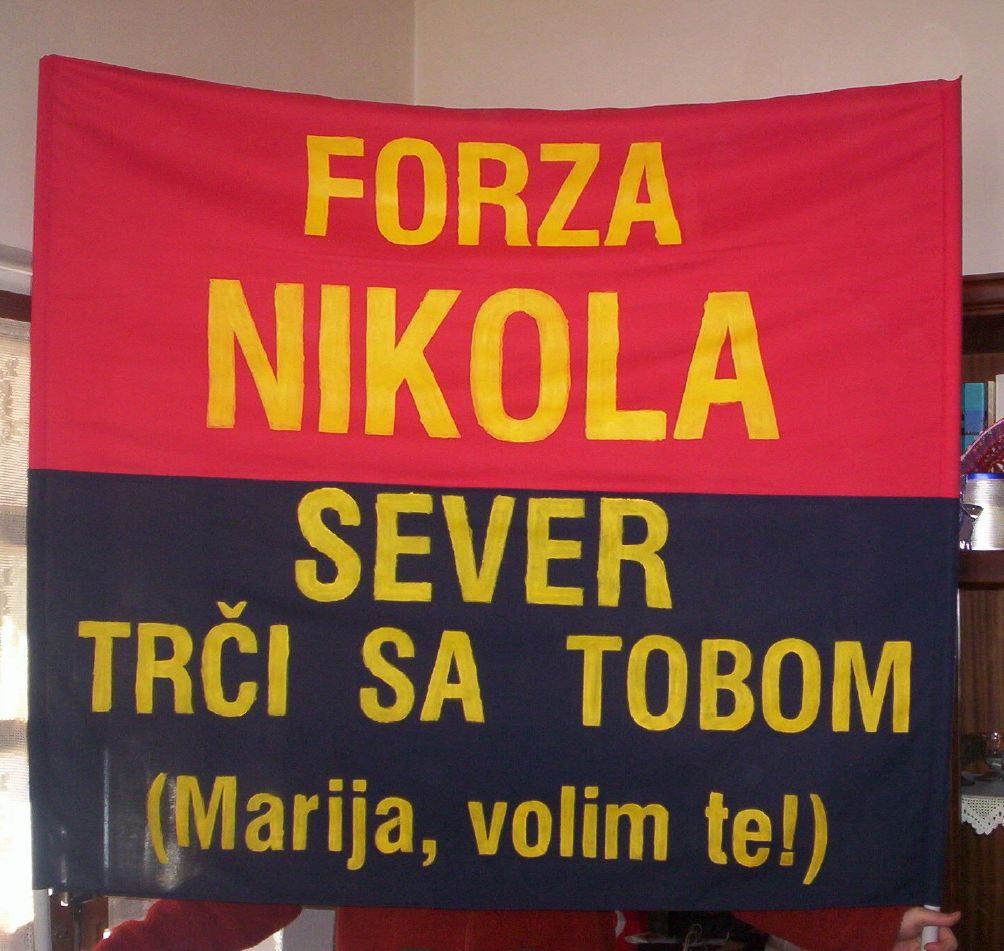 FORZA
NIKOLA
SEVER
TRČI SA TOBOM
(Marija, volim te!)